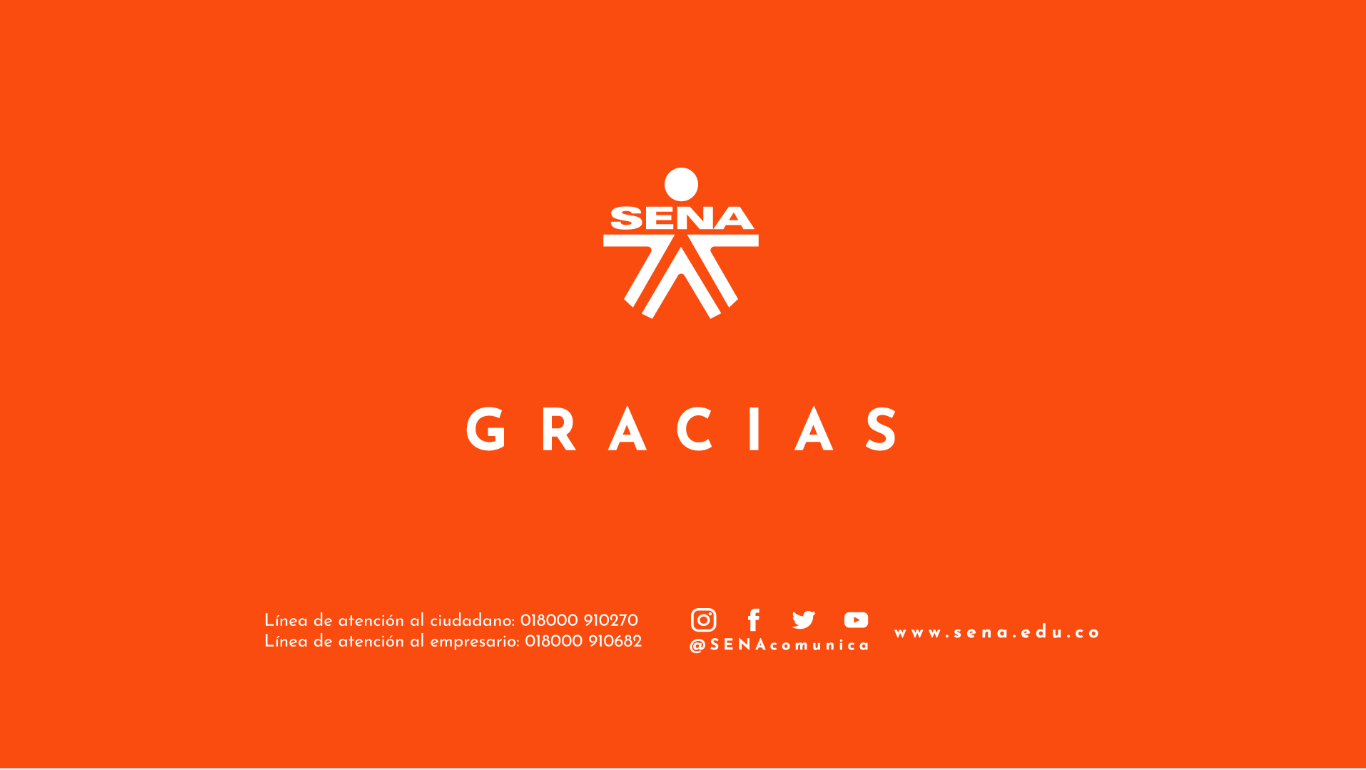 SENA
GRACIAS
Línea de atención al ciudadano: 018000 910270
Línea de atención al empresario: 018000 910682
@SENAcomunica
www.sena.edu.co